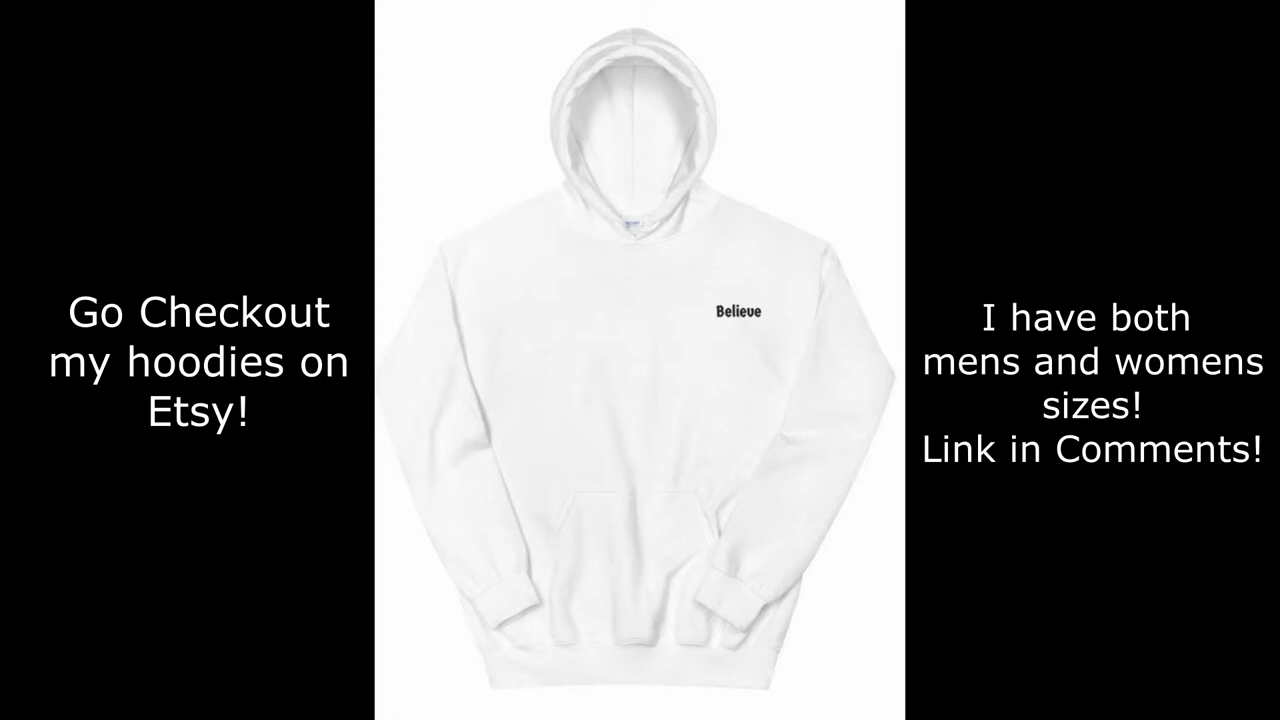 Go Checkout
my hoodies on
Etsy!
Believe
I have both
mens and womens
sizes!
Link in Comments!